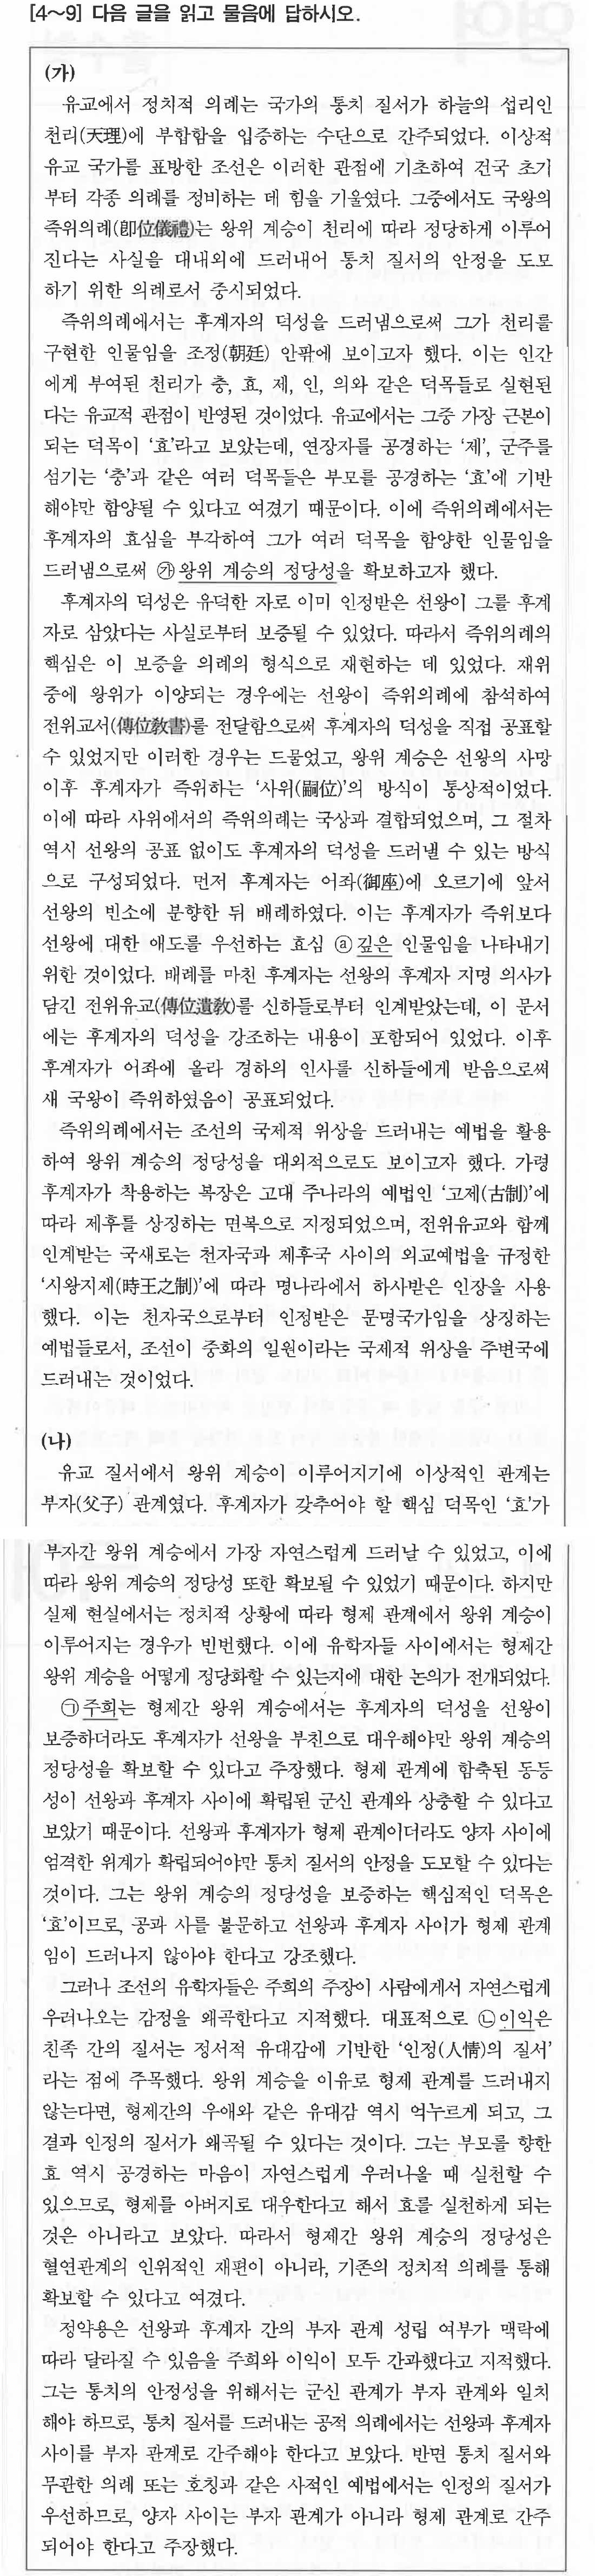 [4～9] 다음 글을 읽고 물음에 답하시오.
(가)
유교에서 정치적 의례는 국가의 통치 질서가 하늘의 섭리인
천리(天理)에 부합함을 입증하는 수단으로 간주되었다. 이상적
유교 국가를 표방한 조선은 이러한 관점에 기초하여 건국 초기
부터 각종 의례를 정비하는 데 힘을 기울였다. 그중에서도 국왕의
즉위의례(卽位儀禮)는 왕위 계승이 천리에 따라 정당하게 이루어
진다는 사실을 대내외에 드러내어 통치 질서의 안정을 도모
하기 위한 의례로서 중시되었다.
즉위의례에서는 후계자의 덕성을 드러냄으로써 그가 천리를
구현한 인물임을 조정(朝廷) 안팎에 보이고자 했다. 이는 인간
에게 부여된 천리가 충, 효, 제, 인, 의와 같은 덕목들로 실현된
다는 유교적 관점이 반영된 것이었다. 유교에서는 그중 가장 근본이
되는 덕목이 ‘효’라고 보았는데, 연장자를 공경하는 ‘제’, 군주를
섬기는 ‘충’과 같은 여러 덕목들은 부모를 공경하는 ‘효’에 기반
해야만 함양될 수 있다고 여겼기 때문이다. 이에 즉위의례에서는
후계자의 효심을 부각하여 그가 여러 덕목을 함양한 인물임을
드러냄으로써 ㉮왕위 계승의 정당성을 확보하고자 했다.
후계자의 덕성은 유덕한 자로 이미 인정받은 선왕이 그를 후계
자로 삼았다는 사실로부터 보증될 수 있었다. 따라서 즉위의례의
핵심은 이 보증을 의례의 형식으로 재현하는 데 있었다. 재위
중에 왕위가 이양되는 경우에는 선왕이 즉위의례에 참석하여
전위교서(傳位敎書)를 전달함으로써 후계자의 덕성을 직접 공표할
수 있었지만 이러한 경우는 드물었고, 왕위 계승은 선왕의 사망
이후 후계자가 즉위하는 ‘사위(嗣位)’의 방식이 통상적이었다.
이에 따라 사위에서의 즉위의례는 국상과 결합되었으며, 그 절차
역시 선왕의 공표 없이도 후계자의 덕성을 드러낼 수 있는 방식
으로 구성되었다. 먼저 후계자는 어좌(御座)에 오르기에 앞서
선왕의 빈소에 분향한 뒤 배례하였다. 이는 후계자가 즉위보다
선왕에 대한 애도를 우선하는 효심 ⓐ깊은 인물임을 나타내기
위한 것이었다. 배례를 마친 후계자는 선왕의 후계자 지명 의사가
담긴 전위유교(傳位遺敎)를 신하들로부터 인계받았는데, 이 문서
에는 후계자의 덕성을 강조하는 내용이 포함되어 있었다. 이후
후계자가 어좌에 올라 경하의 인사를 신하들에게 받음으로써
새 국왕이 즉위하였음이 공표되었다.
즉위의례에서는 조선의 국제적 위상을 드러내는 예법을 활용
하여 왕위 계승의 정당성을 대외적으로도 보이고자 했다. 가령
후계자가 착용하는 복장은 고대 주나라의 예법인 ‘고제(古制)’에
따라 제후를 상징하는 면복으로 지정되었으며, 전위유교와 함께
인계받는 국새로는 천자국과 제후국 사이의 외교예법을 규정한
‘시왕지제(時王之制)’에 따라 명나라에서 하사받은 인장을 사용
했다. 이는 천자국으로부터 인정받은 문명국가임을 상징하는
예법들로서, 조선이 중화의 일원이라는 국제적 위상을 주변국에
드러내는 것이었다.
(나)
유교 질서에서 왕위 계승이 이루어지기에 이상적인 관계는
부자(父子) 관계였다. 후계자가 갖추어야 할 핵심 덕목인 ‘효’가
부자간 왕위 계승에서 가장 자연스럽게 드러날 수 있었고, 이에
따라 왕위 계승의 정당성 또한 확보될 수 있었기 때문이다. 하지만
실제 현실에서는 정치적 상황에 따라 형제 관계에서 왕위 계승이
이루어지는 경우가 빈번했다. 이에 유학자들 사이에서는 형제간
왕위 계승을 어떻게 정당화할 수 있는지에 대한 논의가 전개되었다.
㉠주희는 형제간 왕위 계승에서는 후계자의 덕성을 선왕이
보증하더라도 후계자가 선왕을 부친으로 대우해야만 왕위 계승의
정당성을 확보할 수 있다고 주장했다. 형제 관계에 함축된 동등
성이 선왕과 후계자 사이에 확립된 군신 관계와 상충할 수 있다고
보았기 때문이다. 선왕과 후계자가 형제 관계이더라도 양자 사이에
엄격한 위계가 확립되어야만 통치 질서의 안정을 도모할 수 있다는
것이다. 그는 왕위 계승의 정당성을 보증하는 핵심적인 덕목은
‘효’이므로, 공과 사를 불문하고 선왕과 후계자 사이가 형제 관계
임이 드러나지 않아야 한다고 강조했다.
그러나 조선의 유학자들은 주희의 주장이 사람에게서 자연스럽게
우러나오는 감정을 왜곡한다고 지적했다. 대표적으로 ㉡이익은
친족 간의 질서는 정서적 유대감에 기반한 ‘인정(人情)의 질서’
라는 점에 주목했다. 왕위 계승을 이유로 형제 관계를 드러내지
않는다면, 형제간의 우애와 같은 유대감 역시 억누르게 되고, 그
결과 인정의 질서가 왜곡될 수 있다는 것이다. 그는 부모를 향한
효 역시 공경하는 마음이 자연스럽게 우러나올 때 실천할 수
있으므로, 형제를 아버지로 대우한다고 해서 효를 실천하게 되는
것은 아니라고 보았다. 따라서 형제간 왕위 계승의 정당성은
혈연관계의 인위적인 재편이 아니라, 기존의 정치적 의례를 통해
확보할 수 있다고 여겼다.
정약용은 선왕과 후계자 간의 부자 관계 성립 여부가 맥락에
따라 달라질 수 있음을 주희와 이익이 모두 간과했다고 지적했다.
그는 통치의 안정성을 위해서는 군신 관계가 부자 관계와 일치
해야 하므로, 통치 질서를 드러내는 공적 의례에서는 선왕과 후계자
사이를 부자 관계로 간주해야 한다고 보았다. 반면 통치 질서와
무관한 의례 또는 호칭과 같은 사적인 예법에서는 인정의 질서가
우선하므로, 양자 사이는 부자 관계가 아니라 형제 관계로 간주
되어야 한다고 주장했다.